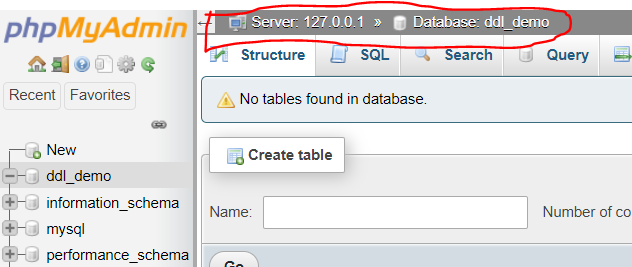 phpMyAdmin
Server: 127.0.0.1 » Database: ddl_demo
Structure SQL Search Query
Recent Favorites
No tables found in database.
New
Create table
ddl_demo
information_schema
Name: Number of co
mysql
performance_schema
Go